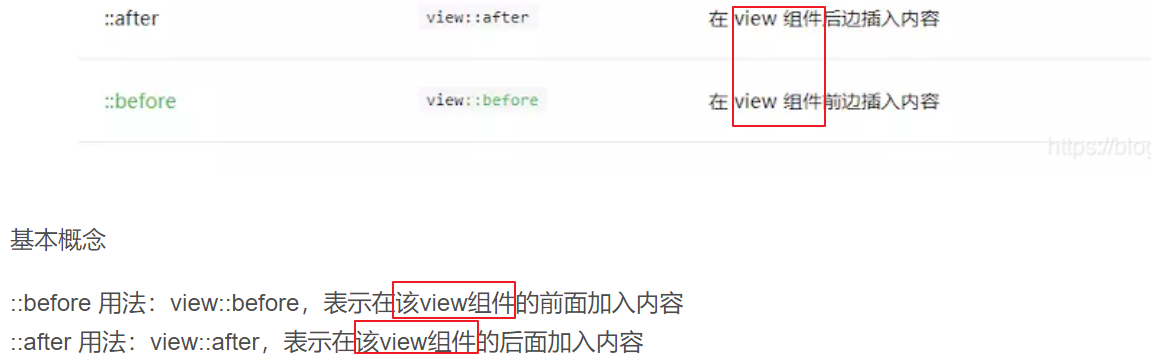 ::after view::after 在 view 组件后边插入内容
::before view::before 在 view 组件前边插入内容
https://blog
基本概念
::before 用法：view::before，表示在该view组件的前面加入内容
::after 用法：view::after，表示在该view组件的后面加入内容